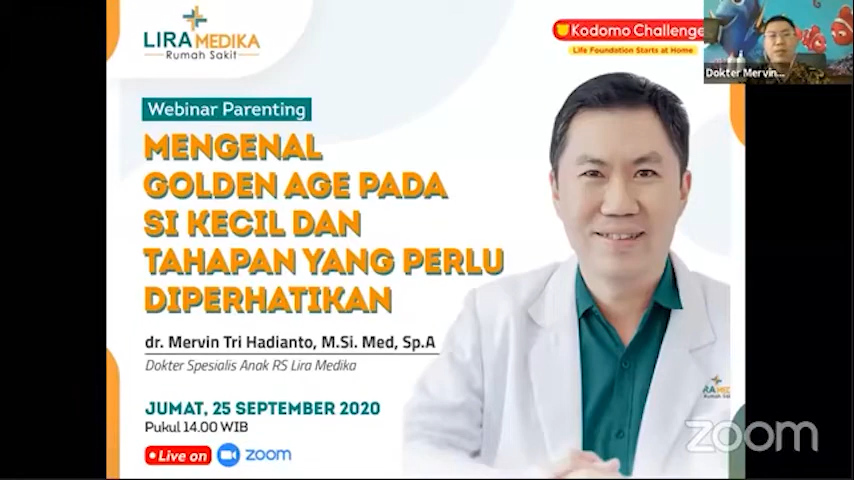 LIRA MEDIKA
Rumah Sakit
Kodomo Challenge
Life Foundation Starts at Home
Dokter Mervin...
Webinar Parenting
MENGENAL
GOLDEN AGE PADA
SI KECIL DAN
TAHAPAN YANG PERLU
DIPERHATIKAN
dr. Mervin Tri Hadianto, M.Si. Med, Sp.A
Dokter Spesialis Anak RS Lira Medika
JUMAT, 25 SEPTEMBER 2020
Pukul 14.00 WIB
Live on zoom
zoom